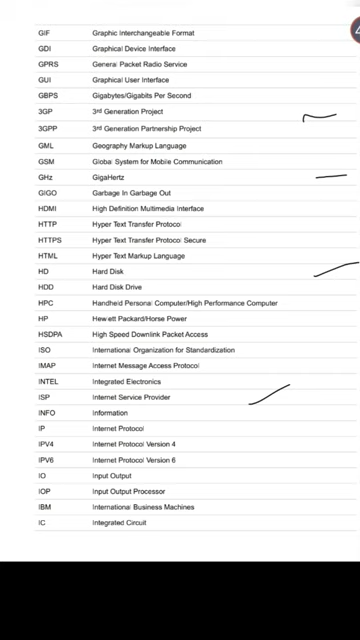 GIF Graphic Interchangeable Format
GDI Graphical Device Interface
GPRS General Packet Radio Service
GUI Graphical User Interface
GBPS Gigabytes/Gigabits Per Second
3GP 3rd Generation Project
3GPP 3rd Generation Partnership Project
GML Geography Markup Language
GSM Global System for Mobile Communication
GHz GigaHertz
GIGO Garbage In Garbage Out
HDMI High Definition Multimedia Interface
HTTP Hyper Text Transfer Protocol
HTTPS Hyper Text Transfer Protocol Secure
HTML Hyper Text Markup Language
HD Hard Disk
HDD Hard Disk Drive
HPC Handheld Personal Computer/High Performance Computer
HP Hewlett Packard/Horse Power
HSDPA High Speed Downlink Packet Access
ISO International Organization for Standardization
IMAP Internet Message Access Protocol
INTEL Integrated Electronics
ISP Internet Service Provider
INFO Information
IP Internet Protocol
IPV4 Internet Protocol Version 4
IPV6 Internet Protocol Version 6
IO Input Output
IOP Input Output Processor
IBM International Business Machines
IC Integrated Circuit